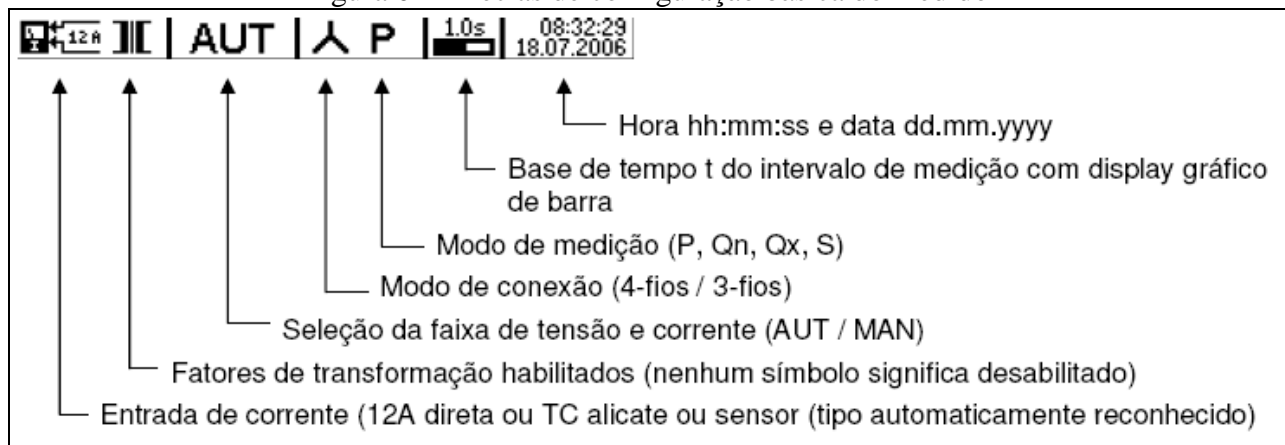 12A AUT P 1.0s 08:32:29
18.07.2006
Hora hh:mm:ss e data dd.mm.yyyy
Base de tempo t do intervalo de medição com display gráfico
de barra
Modo de medição (P, Qn, Qx, S)
Modo de conexão (4-fios / 3-fios)
Seleção da faixa de tensão e corrente (AUT / MAN)
Fatores de transformação habilitados (nenhum símbolo significa desabilitado)
Entrada de corrente (12A direta ou TC alicate ou sensor (tipo automaticamente reconhecido)